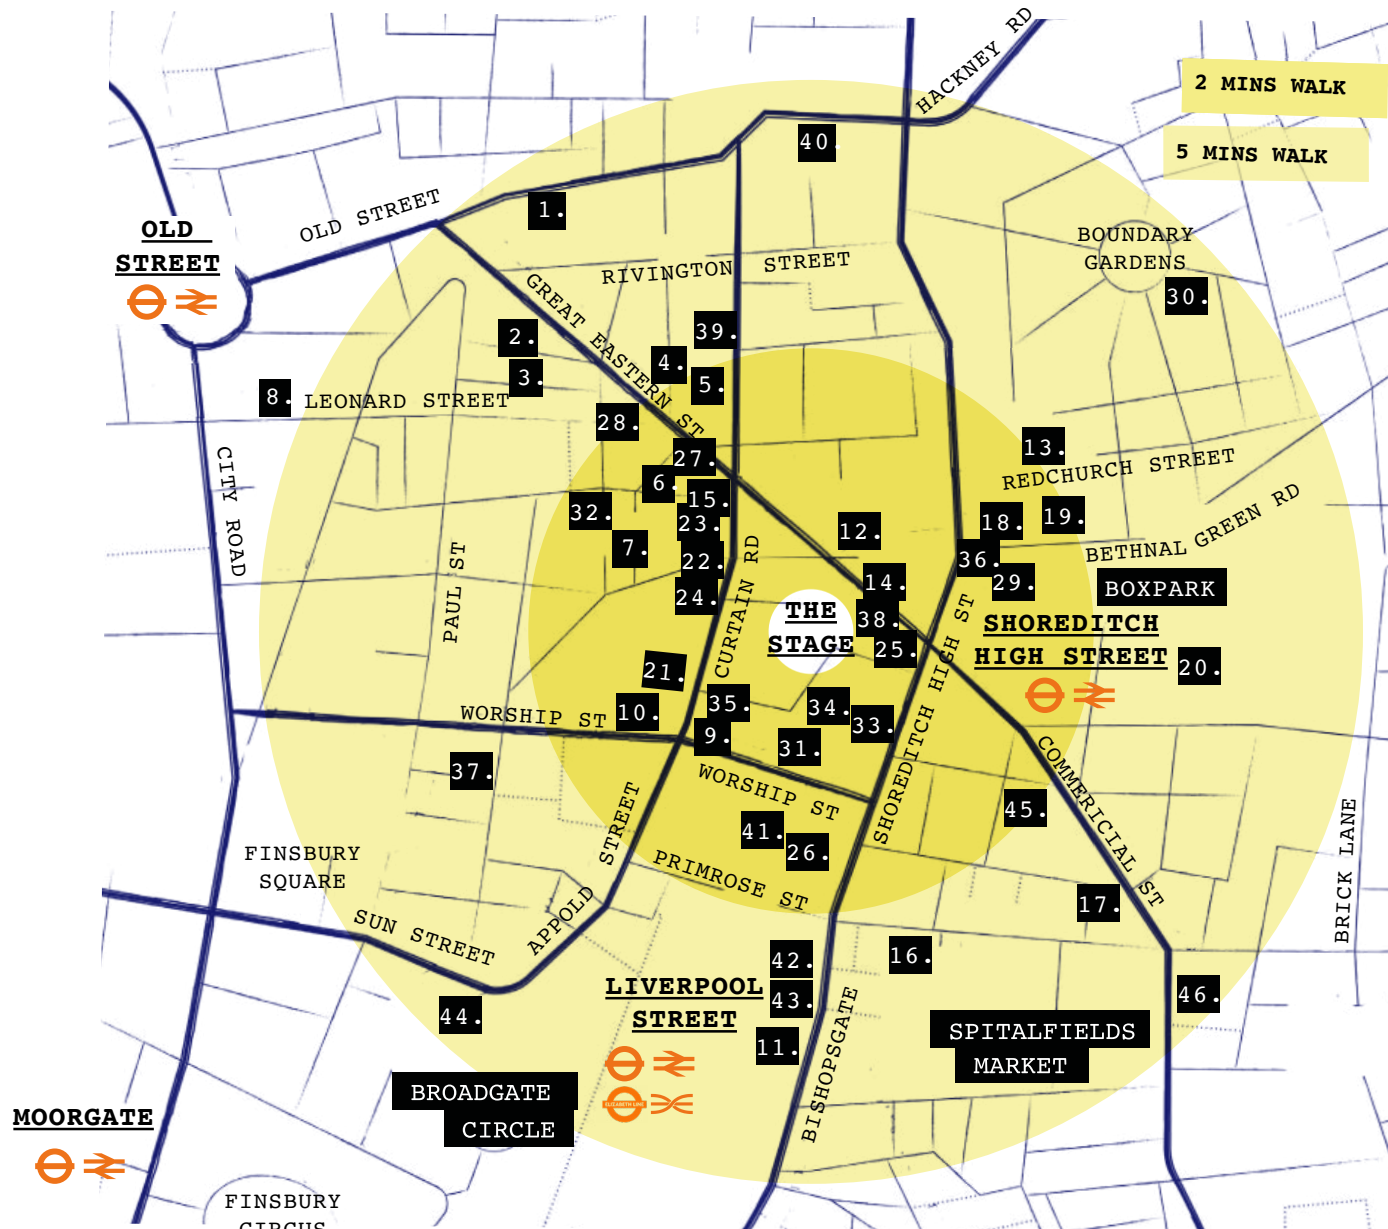 HACKNEY RD
2 MINS WALK
5 MINS WALK
40.
1.
OLD STREET
OLD
STREET
BOUNDARY
GARDENS
RIVINGTON STREET
30.
GREAT EASTERN ST
2.
39.
4.
3.
5.
8.
LEONARD STREET
28.
13.
27.
REDCHURCH STREET
6.
15.
32.
23.
12.
18.
19.
BETHNAL GREEN RD
CITY ROAD
7.
22.
36.
14.
29.
BOXPARK
24.
PAUL ST
CURTAIN RD
THE
STAGE
38.
25.
SHOREDITCH
HIGH STREET
SHOREDITCH HIGH ST
20.
21.
35.
34.
10.
33.
WORSHIP ST
9.
31.
37.
WORSHIP ST
COMMERICIAL ST
45.
41.
26.
STREET
APPOLD
BRICK LANE
FINSBURY
SQUARE
PRIMROSE ST
17.
SUN STREET
42.
16.
LIVERPOOL
STREET
43.
46.
44.
11.
BISHOPSGATE
SPITALFIELDS
MARKET
BROADGATE
CIRCLE
ELIZABETH LINE
MOORGATE
FINSBURY
CIRCUS